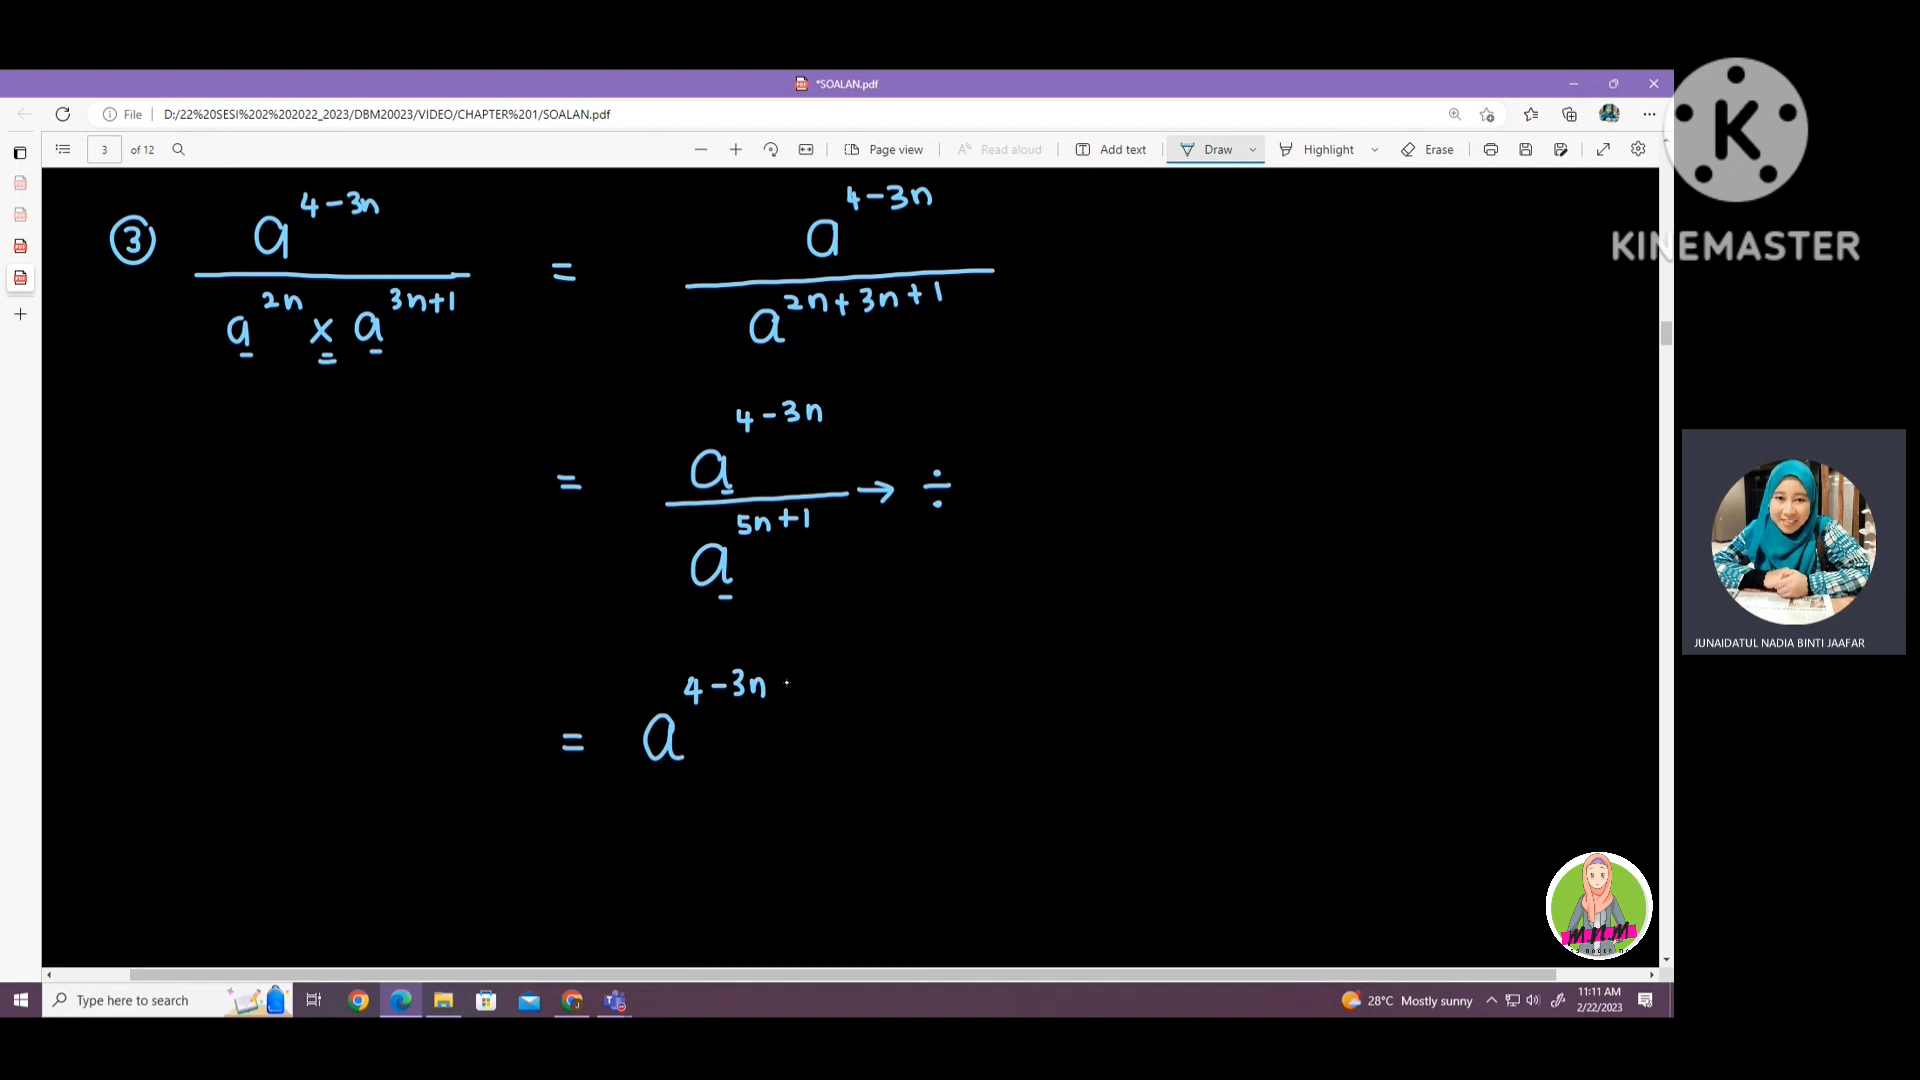 *SOALAN.pdf
File D:/22%20SESI%202%202022_2023/DBM20023/VIDEO/CHAPTER%201/SOALAN.pdf
3 of 12 Page view Read aloud Add text Draw Highlight Erase
K
KINEMASTER
③ a^{4-3n} / a^{2n} × a^{3n+1} = a^{4-3n} / a^{2n+3n+1}
= a^{4-3n} / a^{5n+1} → ÷
= a^{4-3n}
JUNAIDATUL NADIA BINTI JAAFAR
Type here to search 28°C Mostly sunny 11:11 AM
2/22/2023